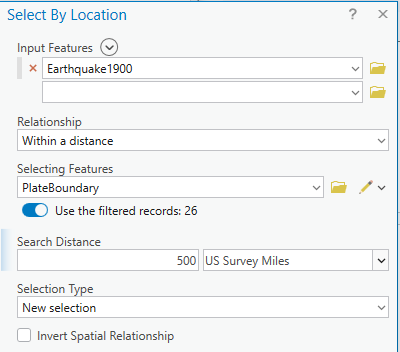 Select By Location ? ×
Input Features
Earthquake1900
Relationship
Within a distance
Selecting Features
PlateBoundary
Use the filtered records: 26
Search Distance
500 US Survey Miles
Selection Type
New selection
Invert Spatial Relationship